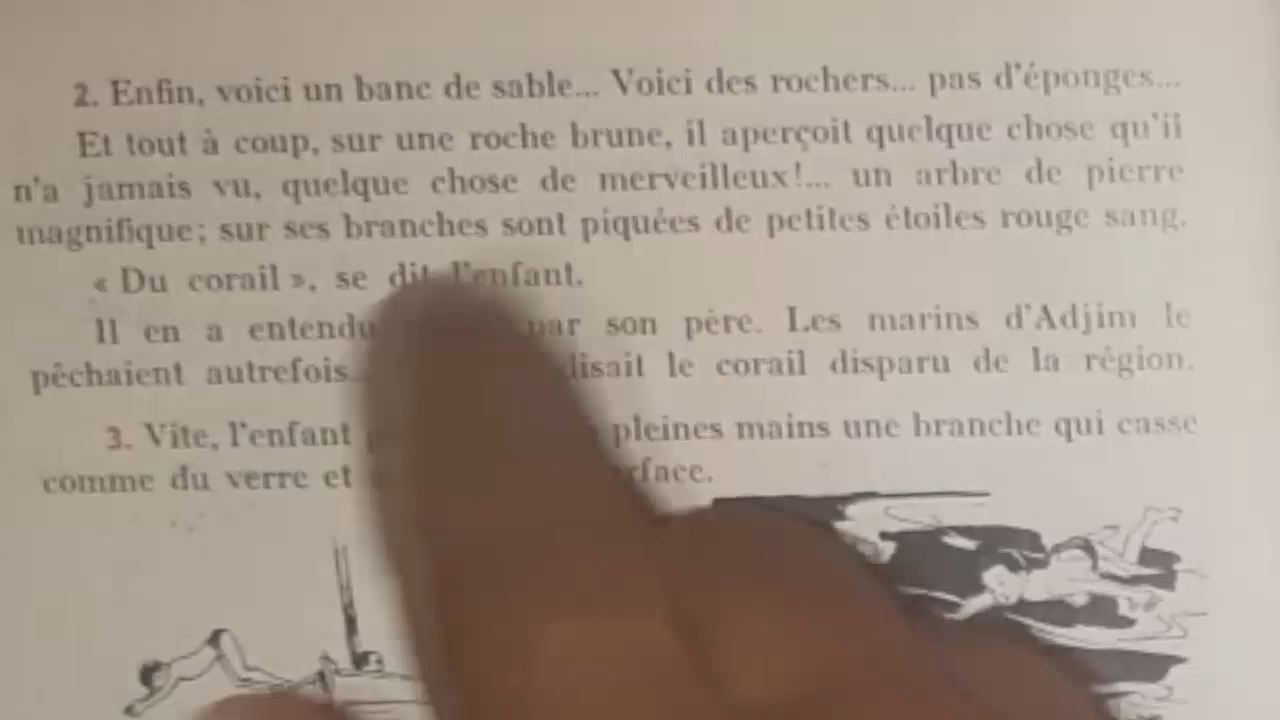 2. Enfin, voici un banc de sable... Voici des rochers... pas d'éponges...
Et tout à coup, sur une roche brune, il aperçoit quelque chose qu'il
n'a jamais vu, quelque chose de merveilleux!... un arbre de pierre
magnifique; sur ses branches sont piquées de petites étoiles rouge sang.
« Du corail », se dit l'enfant.
Il en a entendu par son père. Les marins d'Adjim le
pêchaient autrefois. disait le corail disparu de la région.
3. Vite, l'enfant pleines mains une branche qui casse
comme du verre et